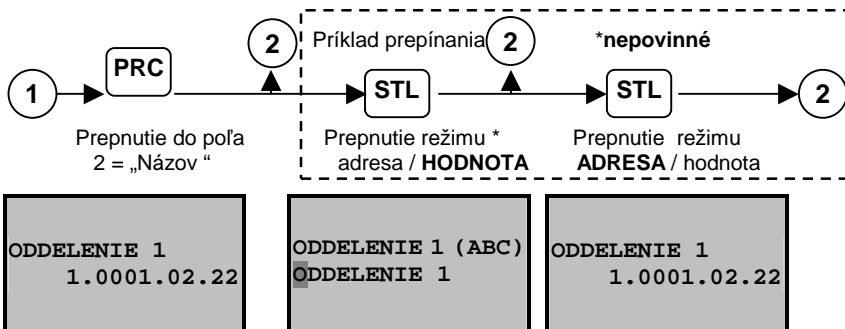 2 Príklad prepínania 2 *nepovinné
1 PRC STL STL 2
Prepnutie do poľa
2 = „Názov “
Prepnutie režimu *
adresa / HODNOTA
Prepnutie režimu
ADRESA / hodnota
ODDELENIE 1
1.0001.02.22
ODDELENIE 1 (ABC)
ODDELENIE 1
ODDELENIE 1
1.0001.02.22